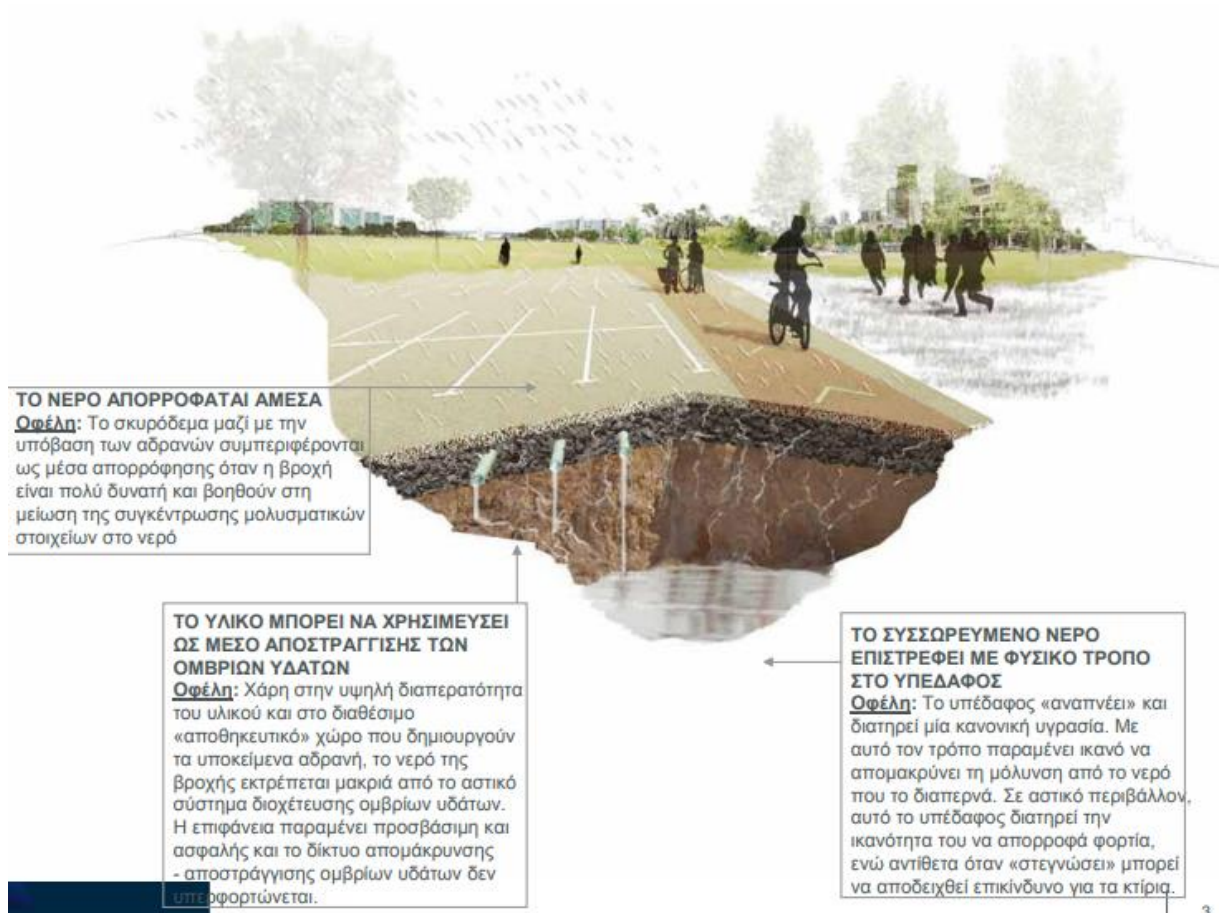 ΤΟ ΝΕΡΟ ΑΠΟΡΡΟΦΑΤΑΙ ΑΜΕΣΑ
Οφέλη: Το σκυρόδεμα μαζί με την
υπόβαση των αδρανών συμπεριφέρονται
ως μέσα απορρόφησης όταν η βροχή
είναι πολύ δυνατή και βοηθούν στη
μείωση της συγκέντρωσης μολυσματικών
στοιχείων στο νερό
ΤΟ ΥΛΙΚΟ ΜΠΟΡΕΙ ΝΑ ΧΡΗΣΙΜΕΥΣΕΙ
ΩΣ ΜΕΣΟ ΑΠΟΣΤΡΑΓΓΙΣΗΣ ΤΩΝ
ΟΜΒΡΙΩΝ ΥΔΑΤΩΝ
Οφέλη: Χάρη στην υψηλή διαπερατότητα
του υλικού και στο διαθέσιμο
«αποθηκευτικό» χώρο που δημιουργούν
τα υποκείμενα αδρανή, το νερό της
βροχής εκτρέπεται μακριά από το αστικό
σύστημα διοχέτευσης ομβρίων υδάτων.
Η επιφάνεια παραμένει προσβάσιμη και
ασφαλής και το δίκτυο απομάκρυνσης
- αποστράγγισης ομβρίων υδάτων δεν
υπερφορτώνεται.
ΤΟ ΣΥΣΣΩΡΕΥΜΕΝΟ ΝΕΡΟ
ΕΠΙΣΤΡΕΦΕΙ ΜΕ ΦΥΣΙΚΟ ΤΡΟΠΟ
ΣΤΟ ΥΠΕΔΑΦΟΣ
Οφέλη: Το υπέδαφος «αναπνέει» και
διατηρεί μία κανονική υγρασία. Με
αυτό τον τρόπο παραμένει ικανό να
απομακρύνει τη μόλυνση από το νερό
που το διαπερνά. Σε αστικό περιβάλλον,
αυτό το υπέδαφος διατηρεί την
ικανότητα του να απορροφά φορτία,
ενώ αντίθετα όταν «στεγνώσει» μπορεί
να αποδειχθεί επικίνδυνο για τα κτίρια.
3